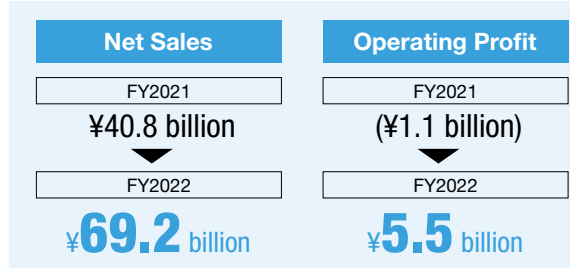 Net Sales
FY2021
¥40.8 billion
FY2022
¥69.2 billion
Operating Profit
FY2021
(¥1.1 billion)
FY2022
¥5.5 billion